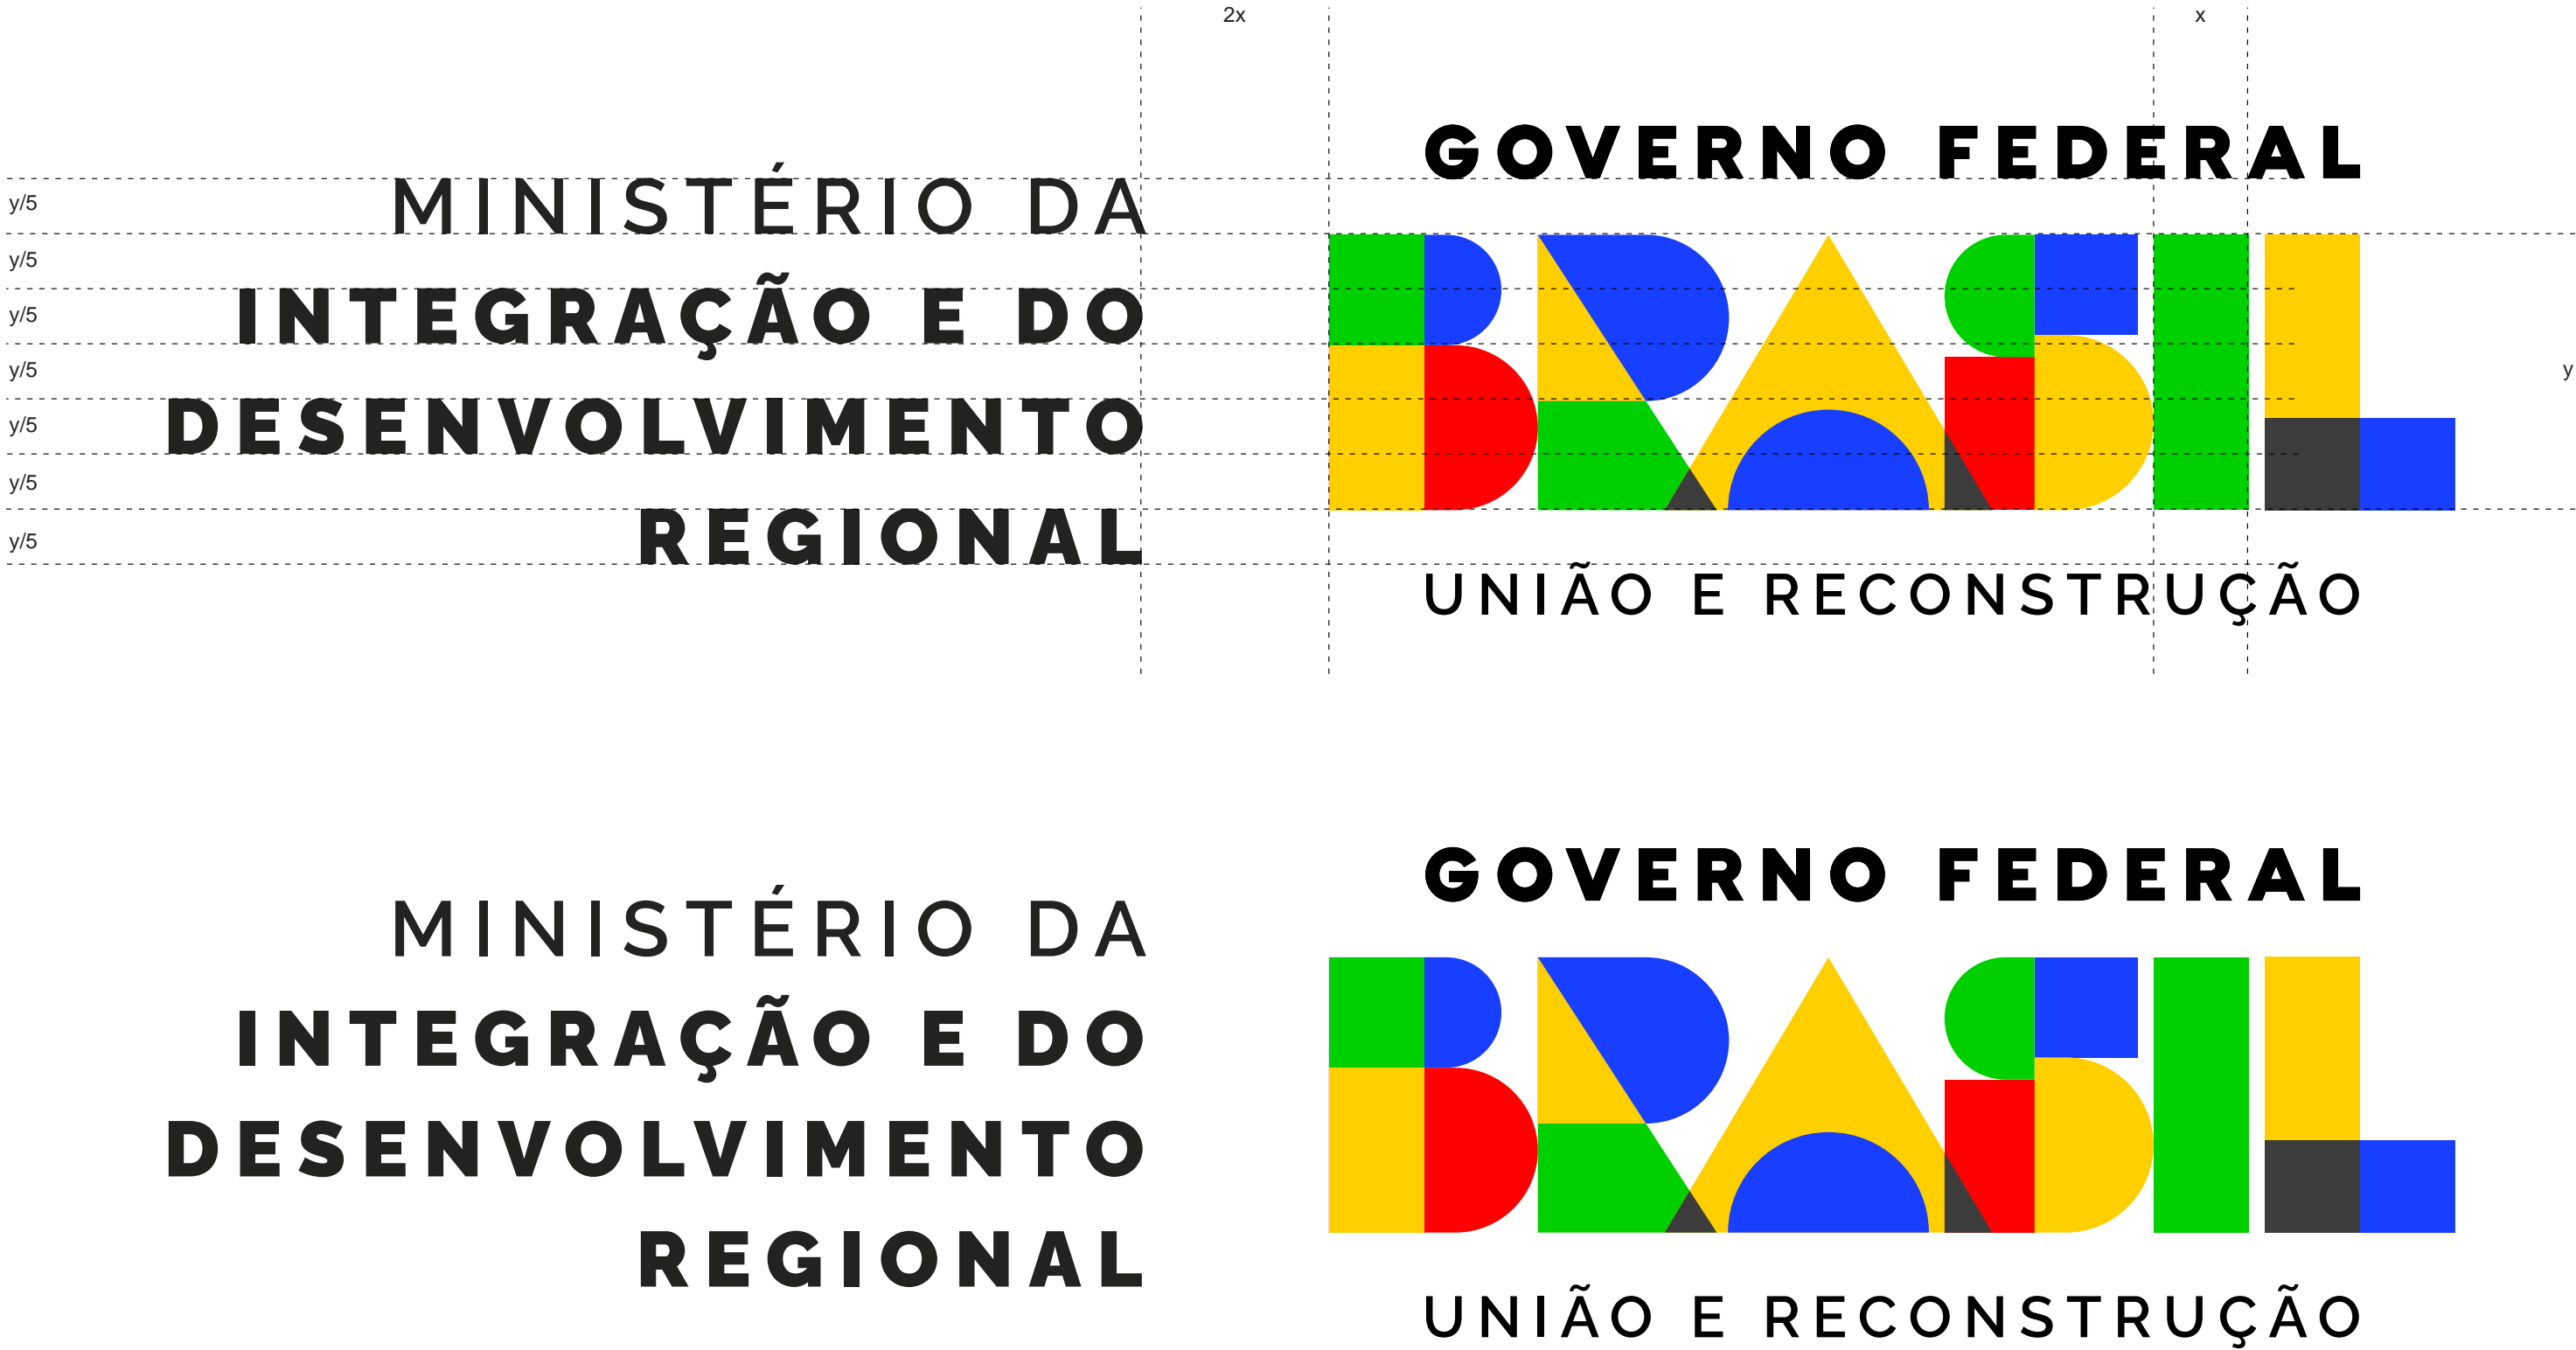 2x
x
GOVERNO FEDERAL
y/5
MINISTÉRIO DA
y/5
y/5
INTEGRAÇÃO E DO
y/5
y/5
DESENVOLVIMENTO
y/5
y/5
REGIONAL
BRASIL
y
UNIÃO E RECONSTRUÇÃO
MINISTÉRIO DA
INTEGRAÇÃO E DO
DESENVOLVIMENTO
REGIONAL
GOVERNO FEDERAL
BRASIL
UNIÃO E RECONSTRUÇÃO